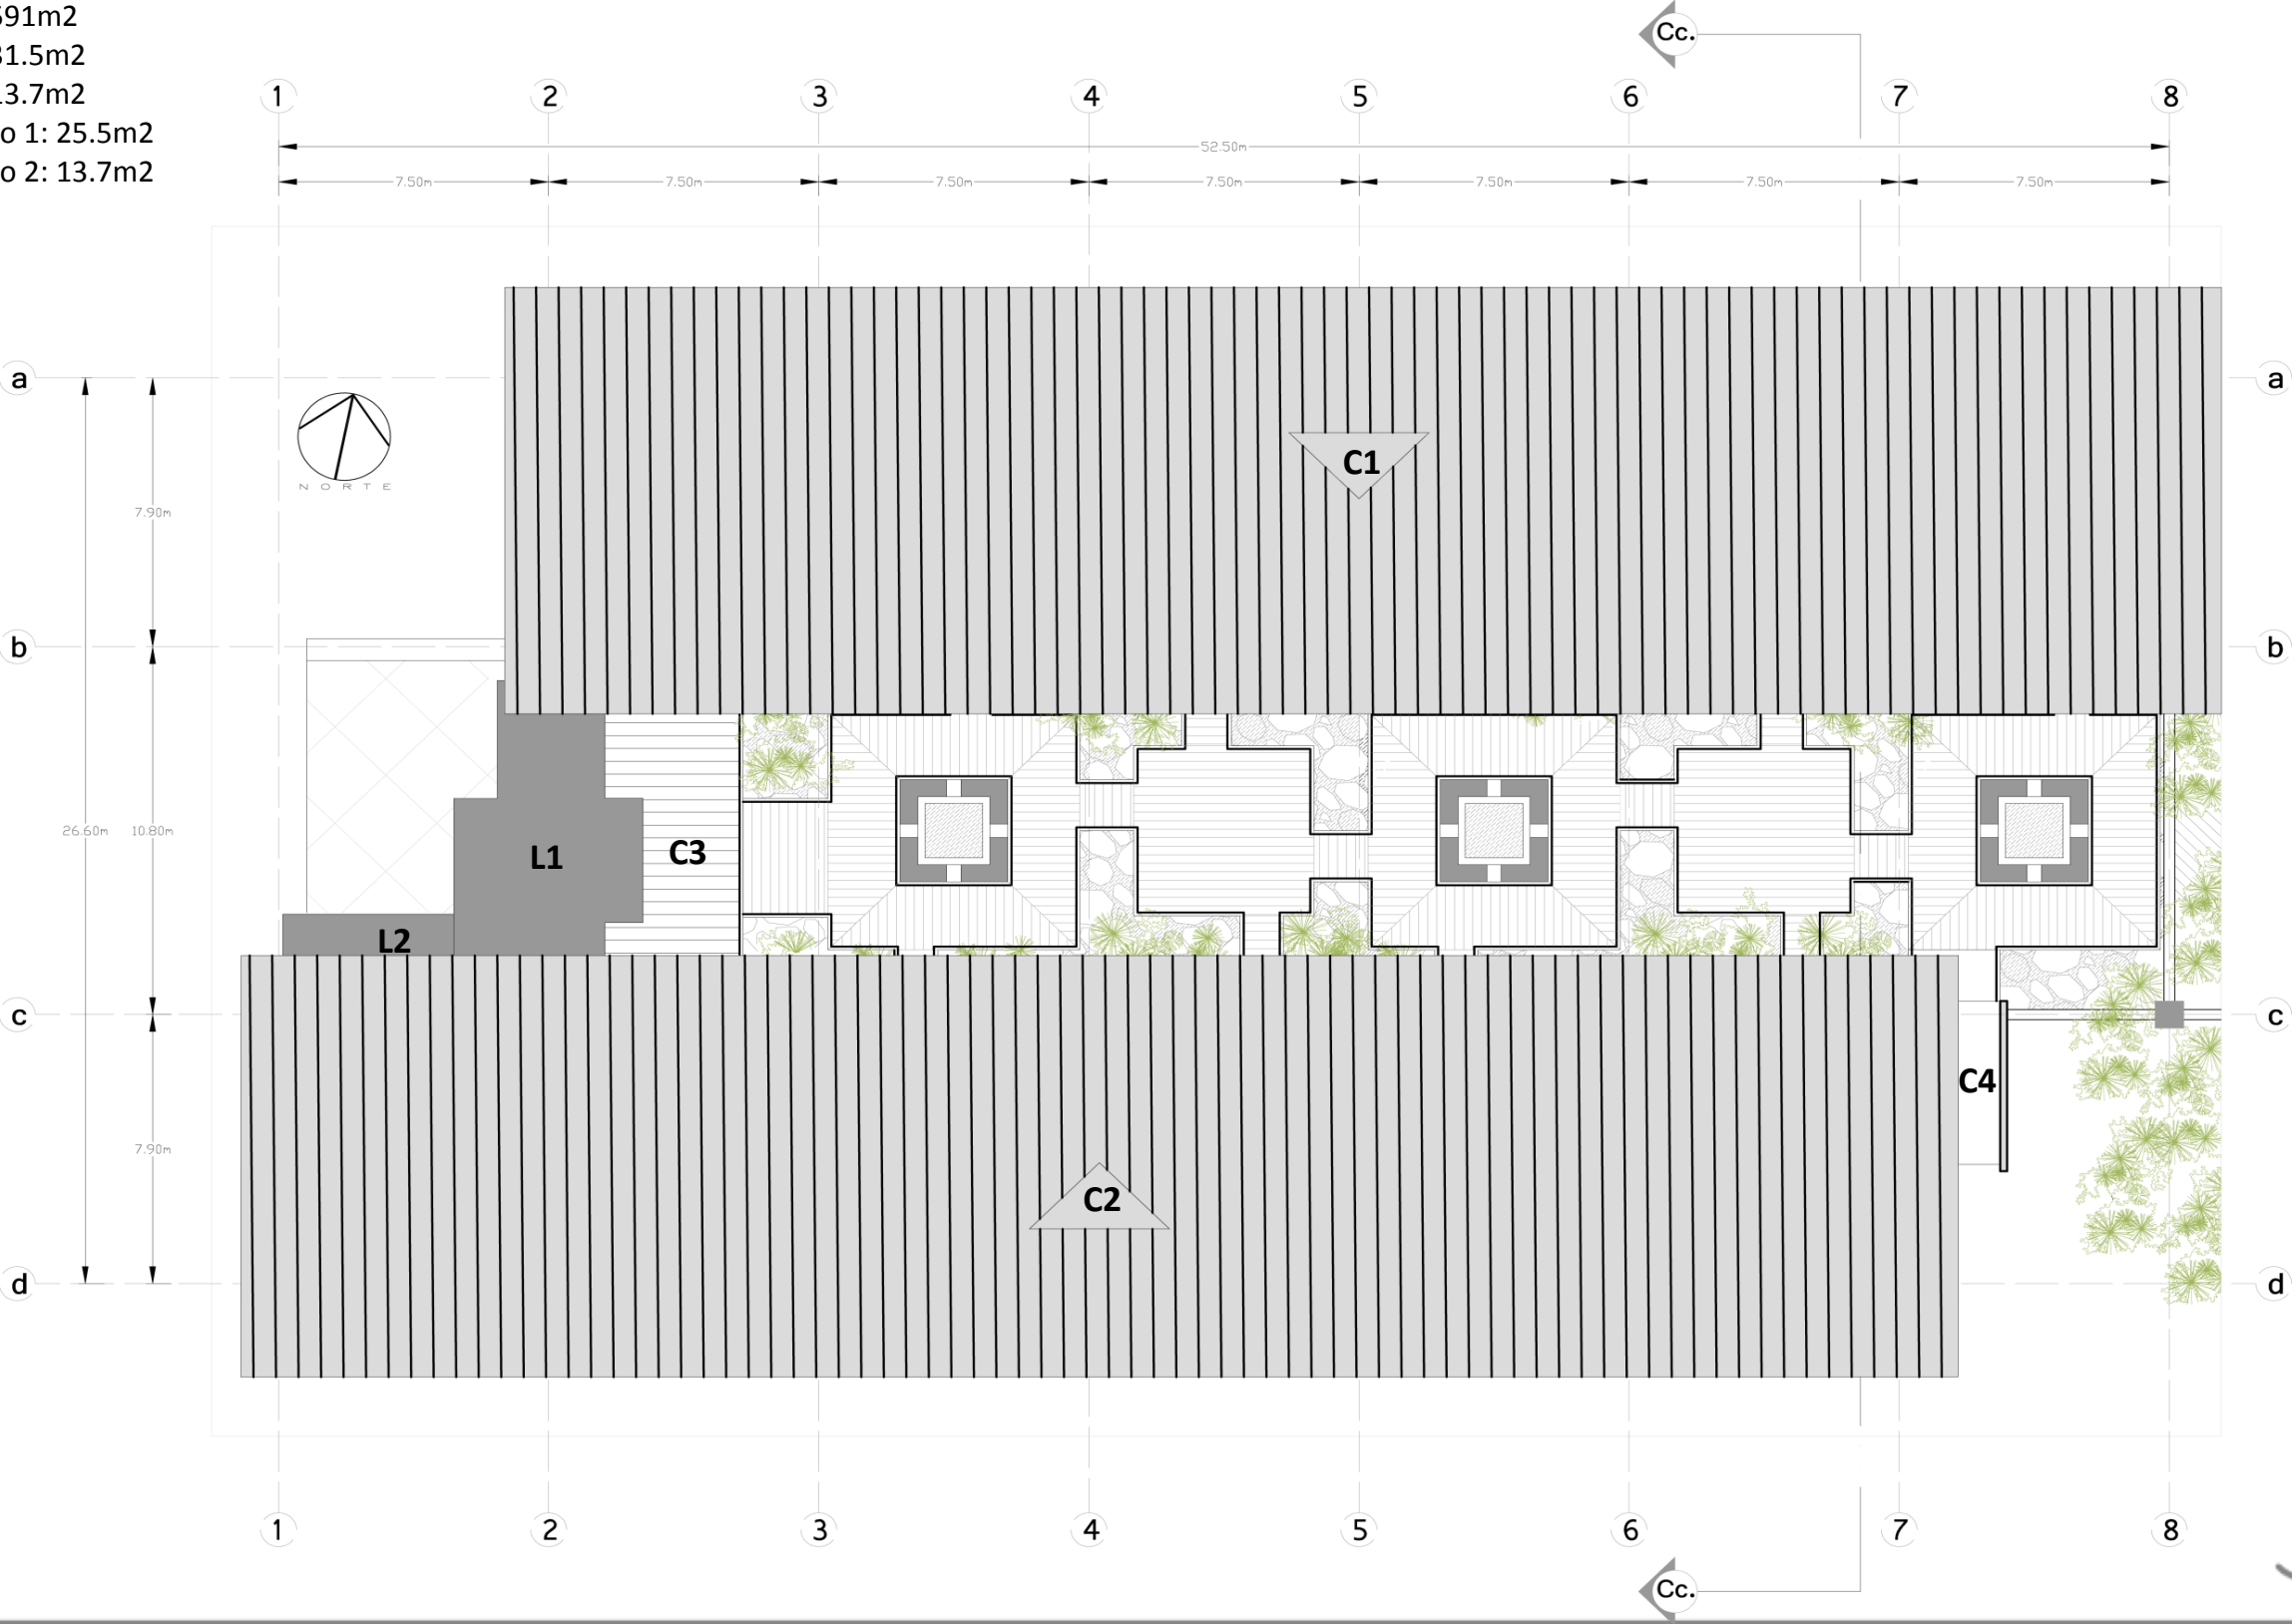 591m2
31.5m2
13.7m2
o 1: 25.5m2
o 2: 13.7m2
Cc.
1 2 3 4 5 6 7 8
52.50m
7.50m 7.50m 7.50m 7.50m 7.50m 7.50m 7.50m
a a
C1
NORTE
7.90m
b b
26.60m 10.80m
L1 C3
L2
c c
C4
7.90m
C2
d d
1 2 3 4 5 6 7 8
Cc.